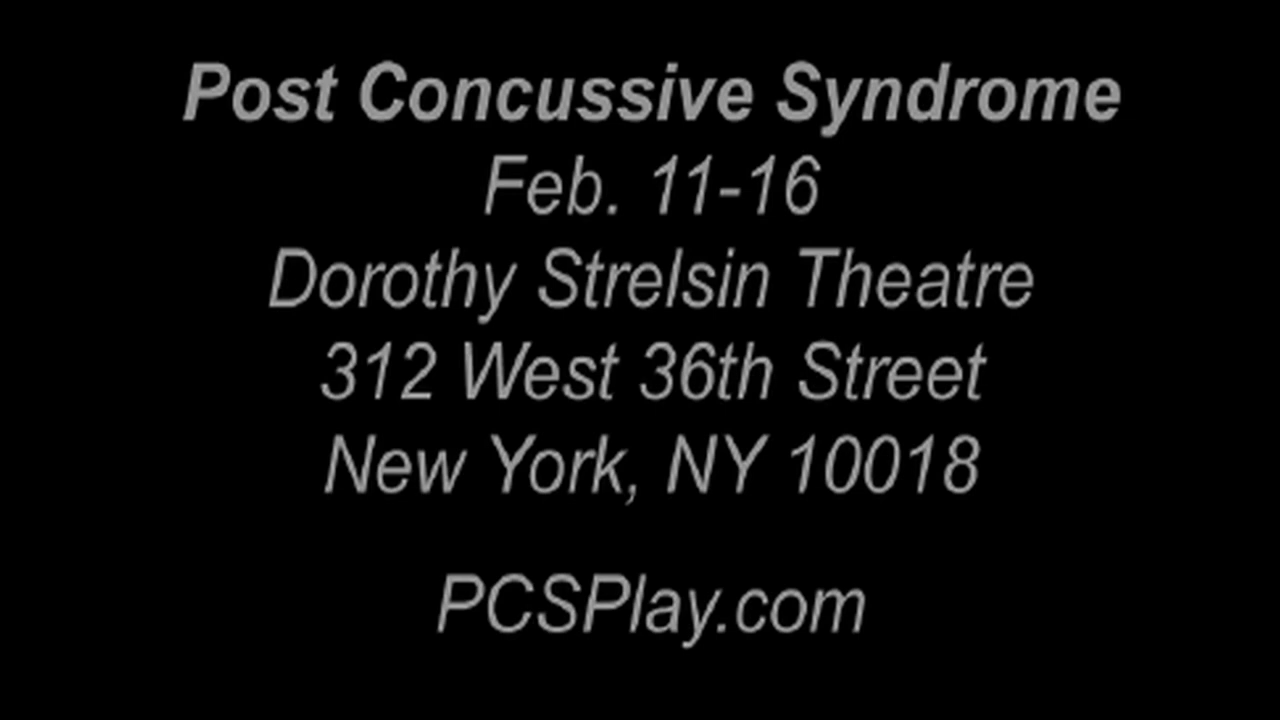 Post Concussive Syndrome
Feb. 11-16
Dorothy Strelsin Theatre
312 West 36th Street
New York, NY 10018
PCSPlay.com